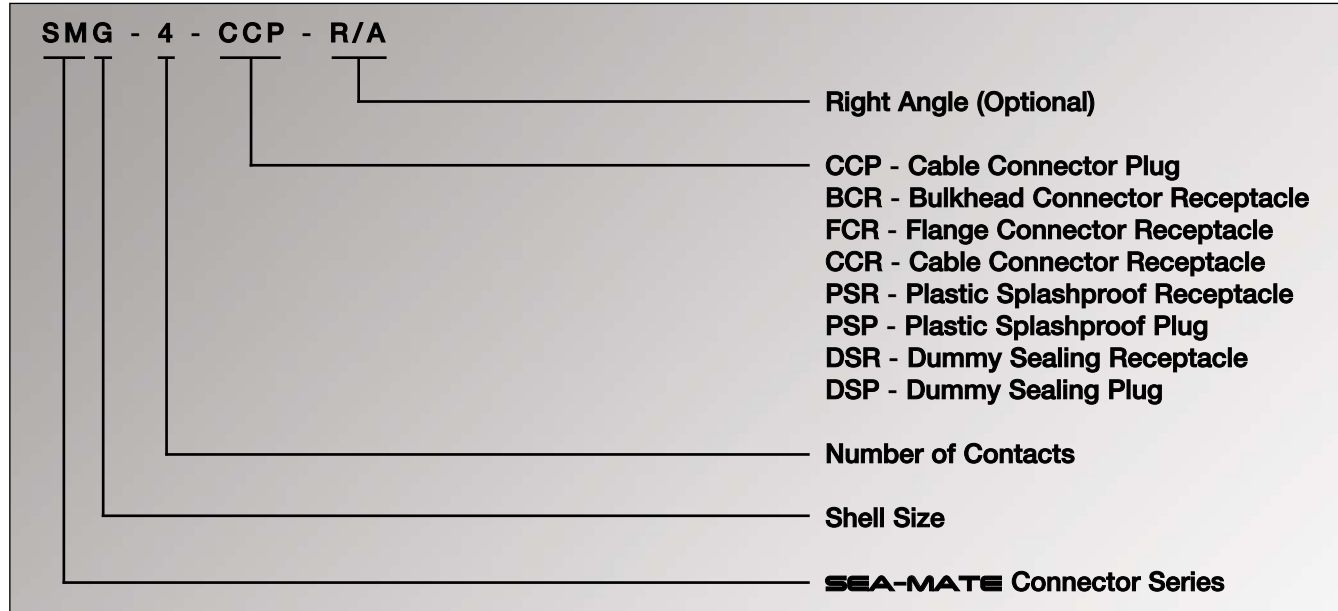 SMG - 4 - CCP - R/A
Right Angle (Optional)
CCP - Cable Connector Plug
BCR - Bulkhead Connector Receptacle
FCR - Flange Connector Receptacle
CCR - Cable Connector Receptacle
PSR - Plastic Splashproof Receptacle
PSP - Plastic Splashproof Plug
DSR - Dummy Sealing Receptacle
DSP - Dummy Sealing Plug
Number of Contacts
Shell Size
SEA-MATE Connector Series